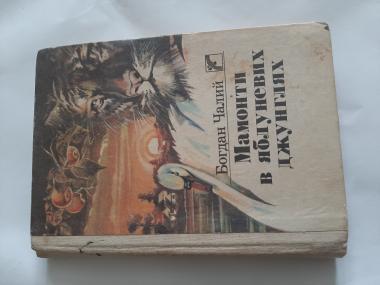 Богдан Чалий
Мамонти
в яблуневих
джунглях